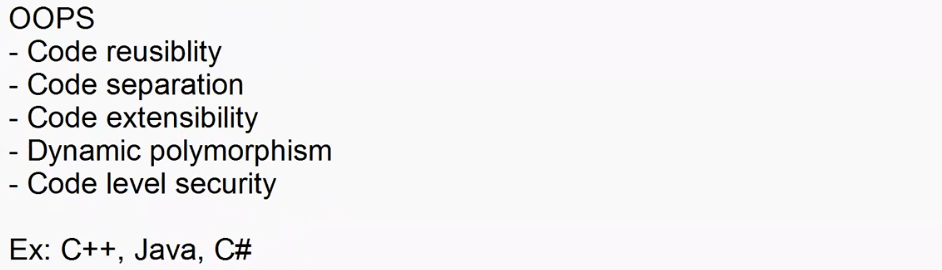 OOPS
- Code reusiblity
- Code separation
- Code extensibility
- Dynamic polymorphism
- Code level security
Ex: C++, Java, C#